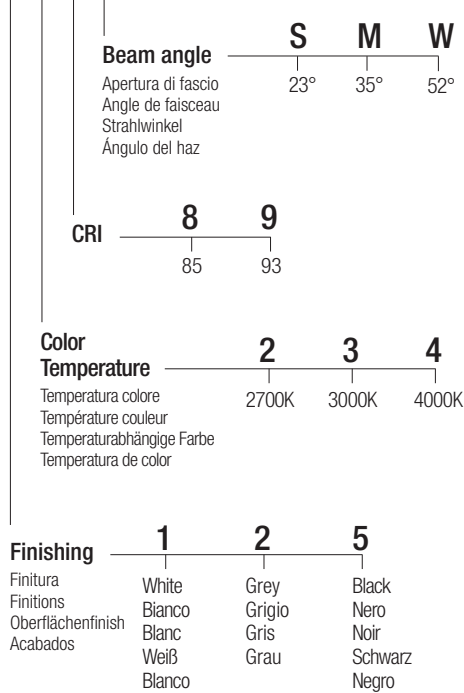 S M W
Beam angle
23° 35° 52°
Apertura di fascio
Angle de faisceau
Strahlwinkel
Ángulo del haz
8 9
CRI
85 93
Color
Temperature
2 3 4
2700K 3000K 4000K
Temperatura colore
Température couleur
Temperaturabhängige Farbe
Temperatura de color
1 2 5
Finishing
Finitura
Finitions
Oberflächenfinish
Acabados
White Grey Black
Bianco Grigio Nero
Blanc Gris Noir
Weiß Grau Schwarz
Blanco Negro